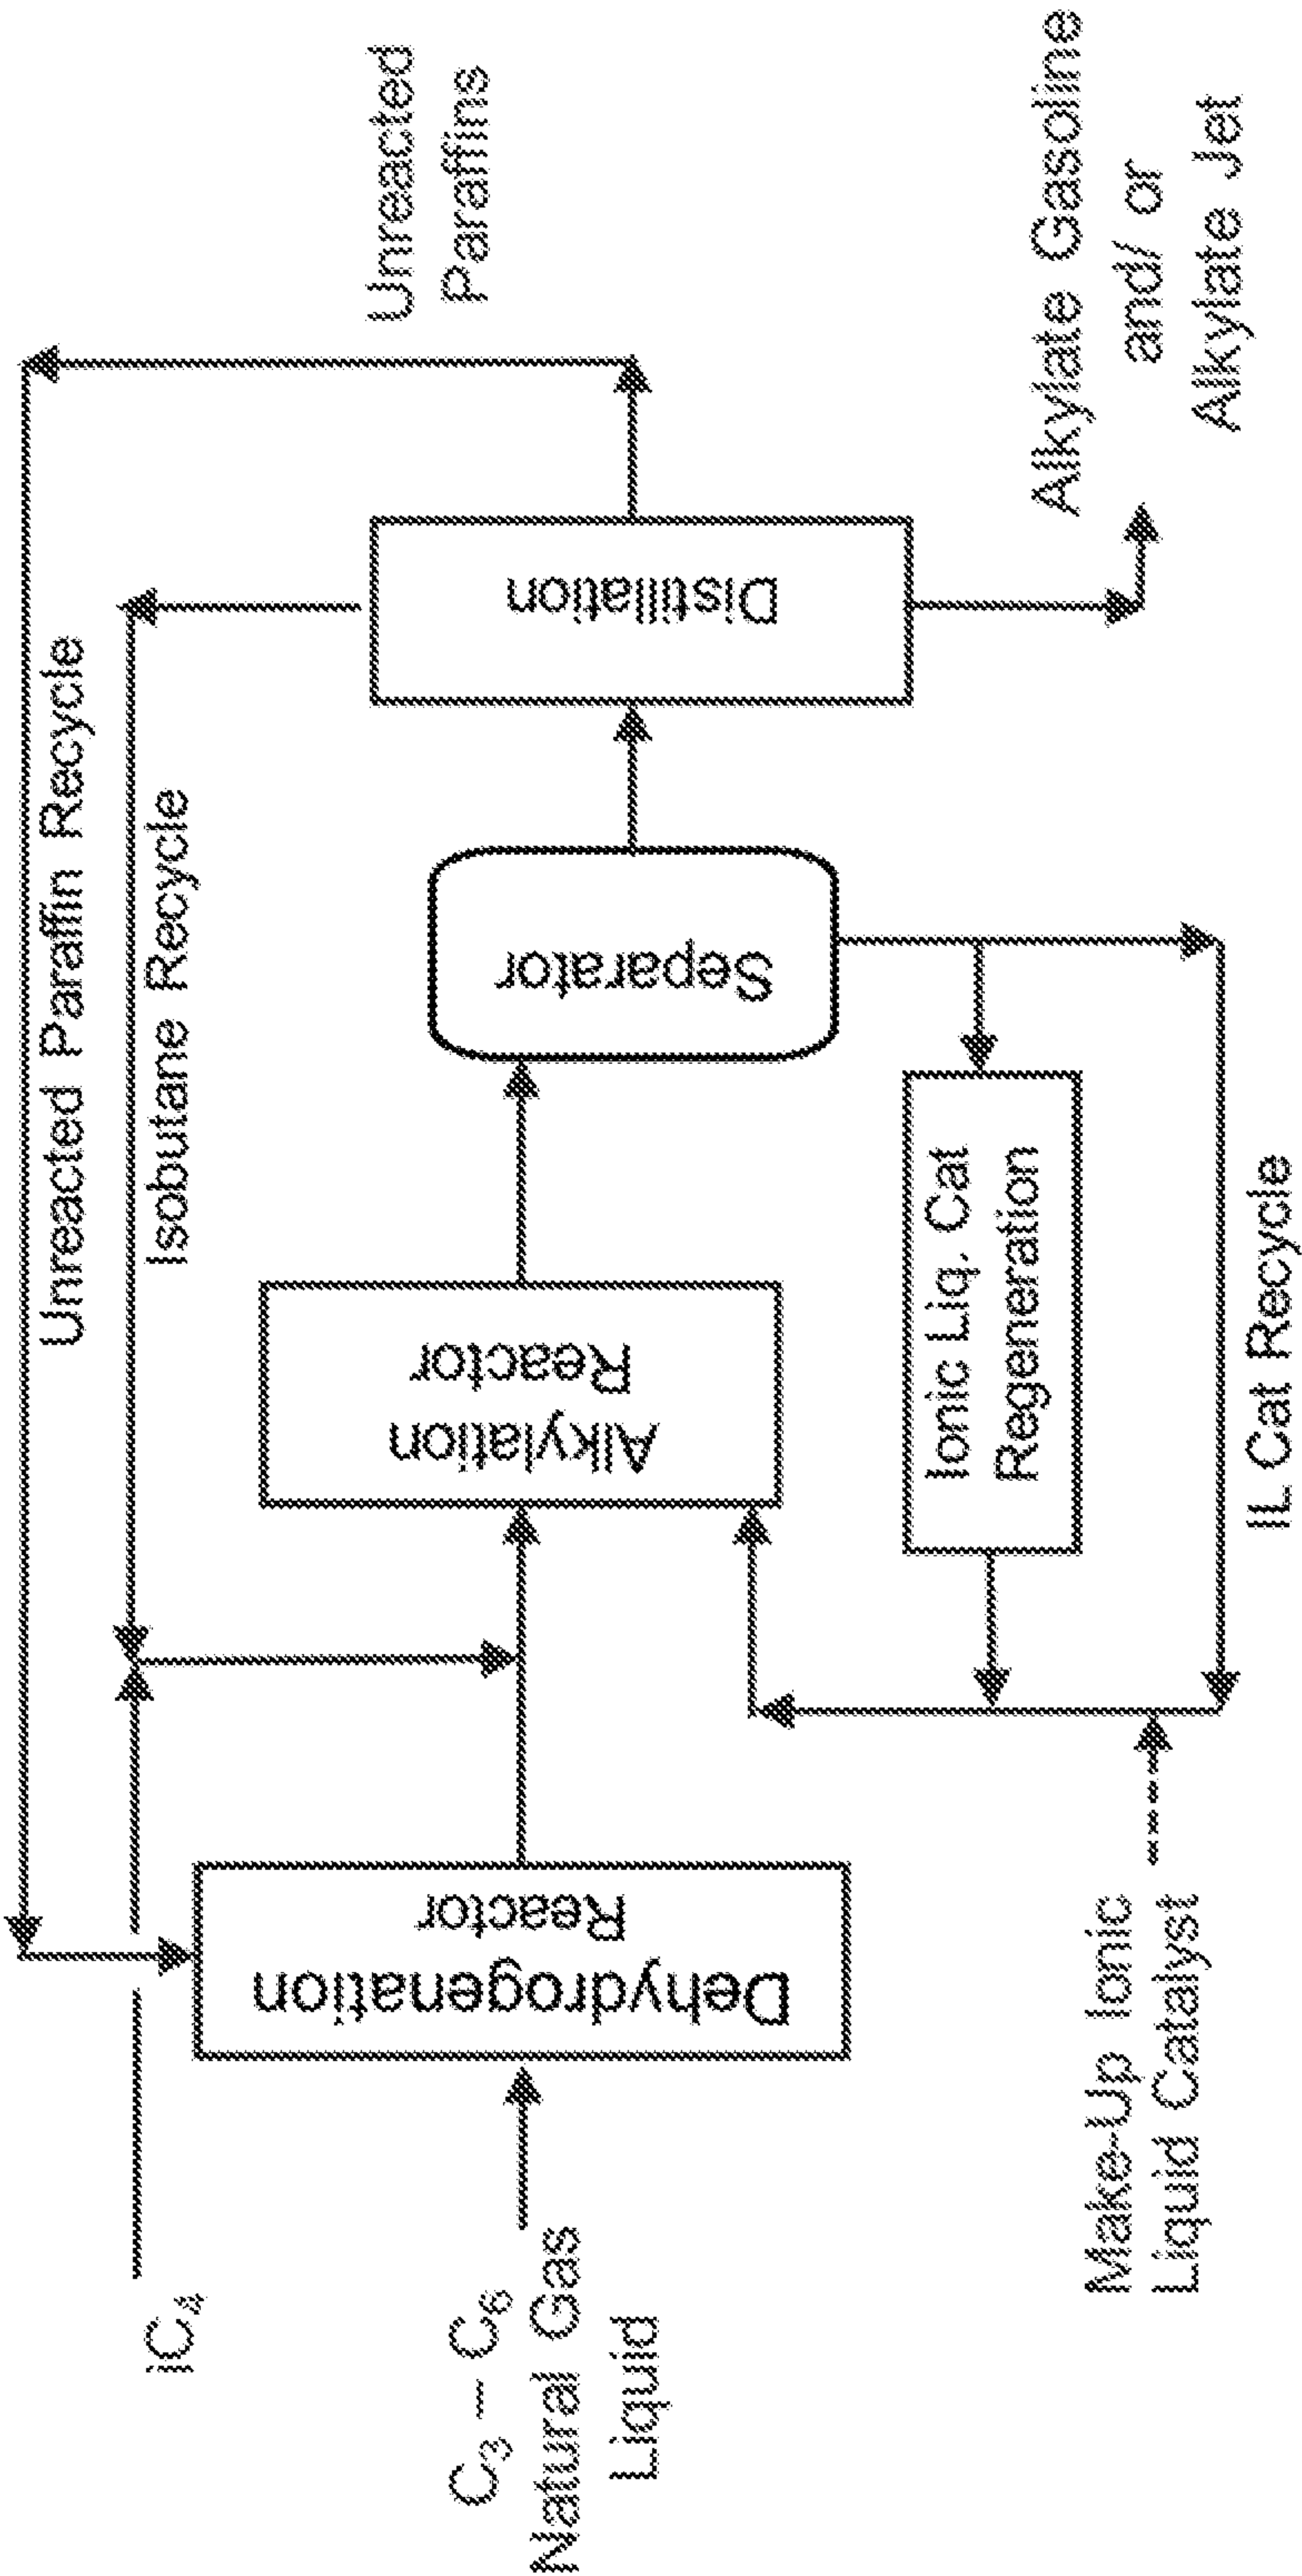 Unreacted Paraffin Recycle
Isobutane Recycle
iC₄
Unreacted
Paraffins
C₃ – C₆
Natural Gas
Liquid
Dehydrogenation
Reactor
Alkylation
Reactor
Separator
Distillation
Ionic Liq. Cat
Regeneration
Alkylate Gasoline
and/ or
Alkylate Jet
Make-Up Ionic
Liquid Catalyst
IL Cat Recycle